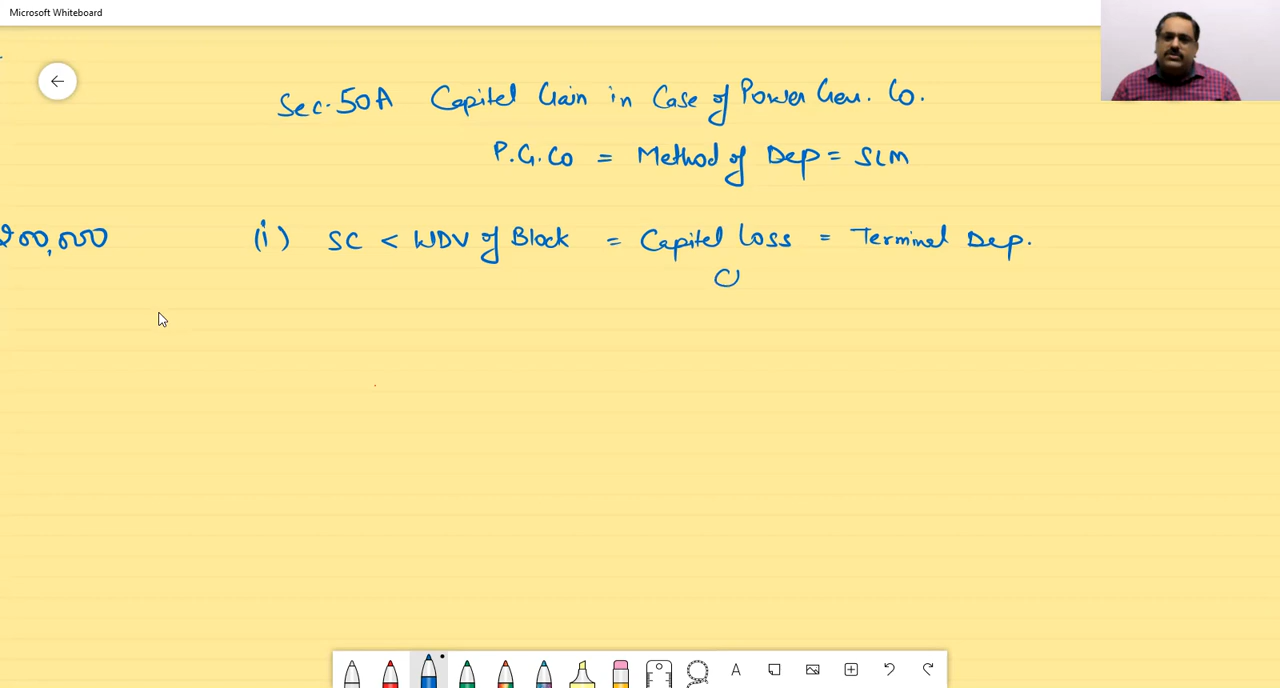 Microsoft Whiteboard
Sec.50A Capital Gain in Case of Power Gen. Co.
P.G.Co = Method of Dep = SLM
200,000
(i) SC < WDV of Block = Capital Loss = Terminal Dep.
A